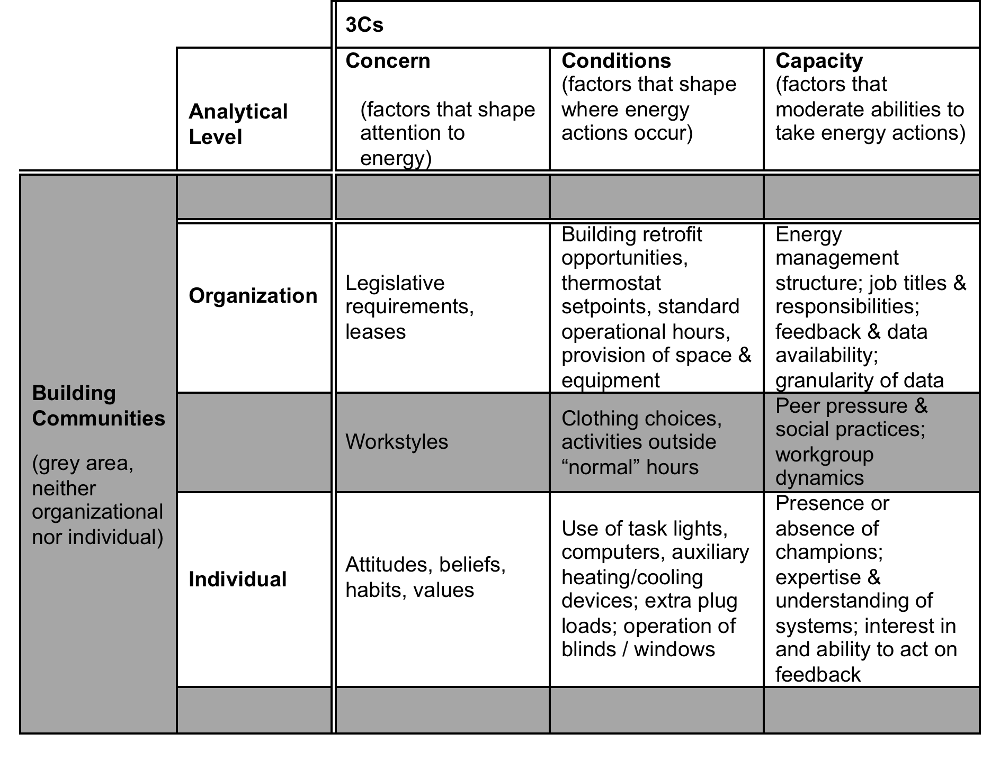 3Cs
Analytical
Level
Concern
(factors that shape
attention to
energy)
Conditions
(factors that shape
where energy
actions occur)
Capacity
(factors that
moderate abilities to
take energy actions)
Building
Communities
(grey area,
neither
organizational
nor individual)
Organization
Legislative
requirements,
leases
Building retrofit
opportunities,
thermostat
setpoints, standard
operational hours,
provision of space &
equipment
Energy
management
structure; job titles &
responsibilities;
feedback & data
availability;
granularity of data
Workstyles
Clothing choices,
activities outside
“normal” hours
Peer pressure &
social practices;
workgroup
dynamics
Individual
Attitudes, beliefs,
habits, values
Use of task lights,
computers, auxiliary
heating/cooling
devices; extra plug
loads; operation of
blinds / windows
Presence or
absence of
champions;
expertise &
understanding of
systems; interest in
and ability to act on
feedback